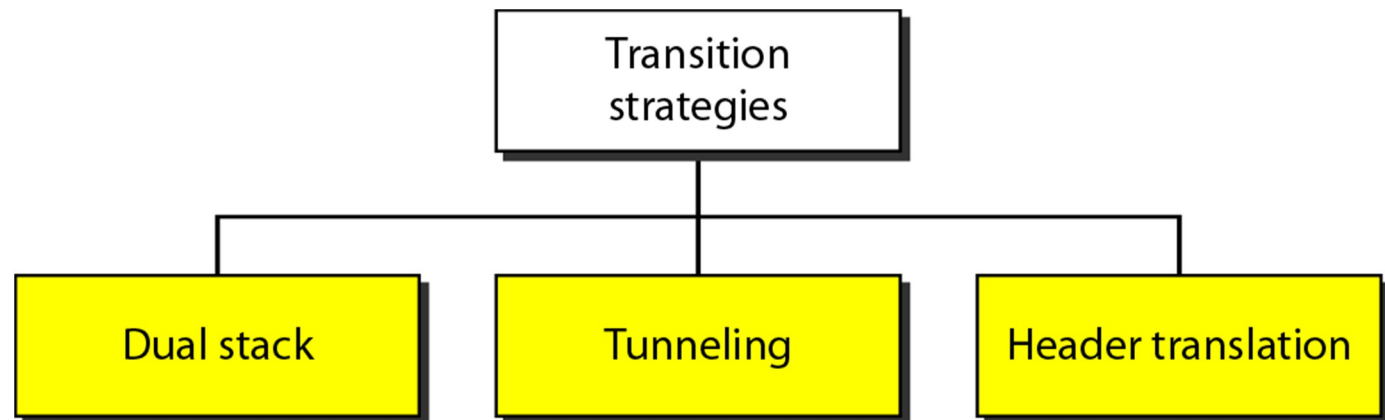 Transition
strategies
Dual stack
Tunneling
Header translation